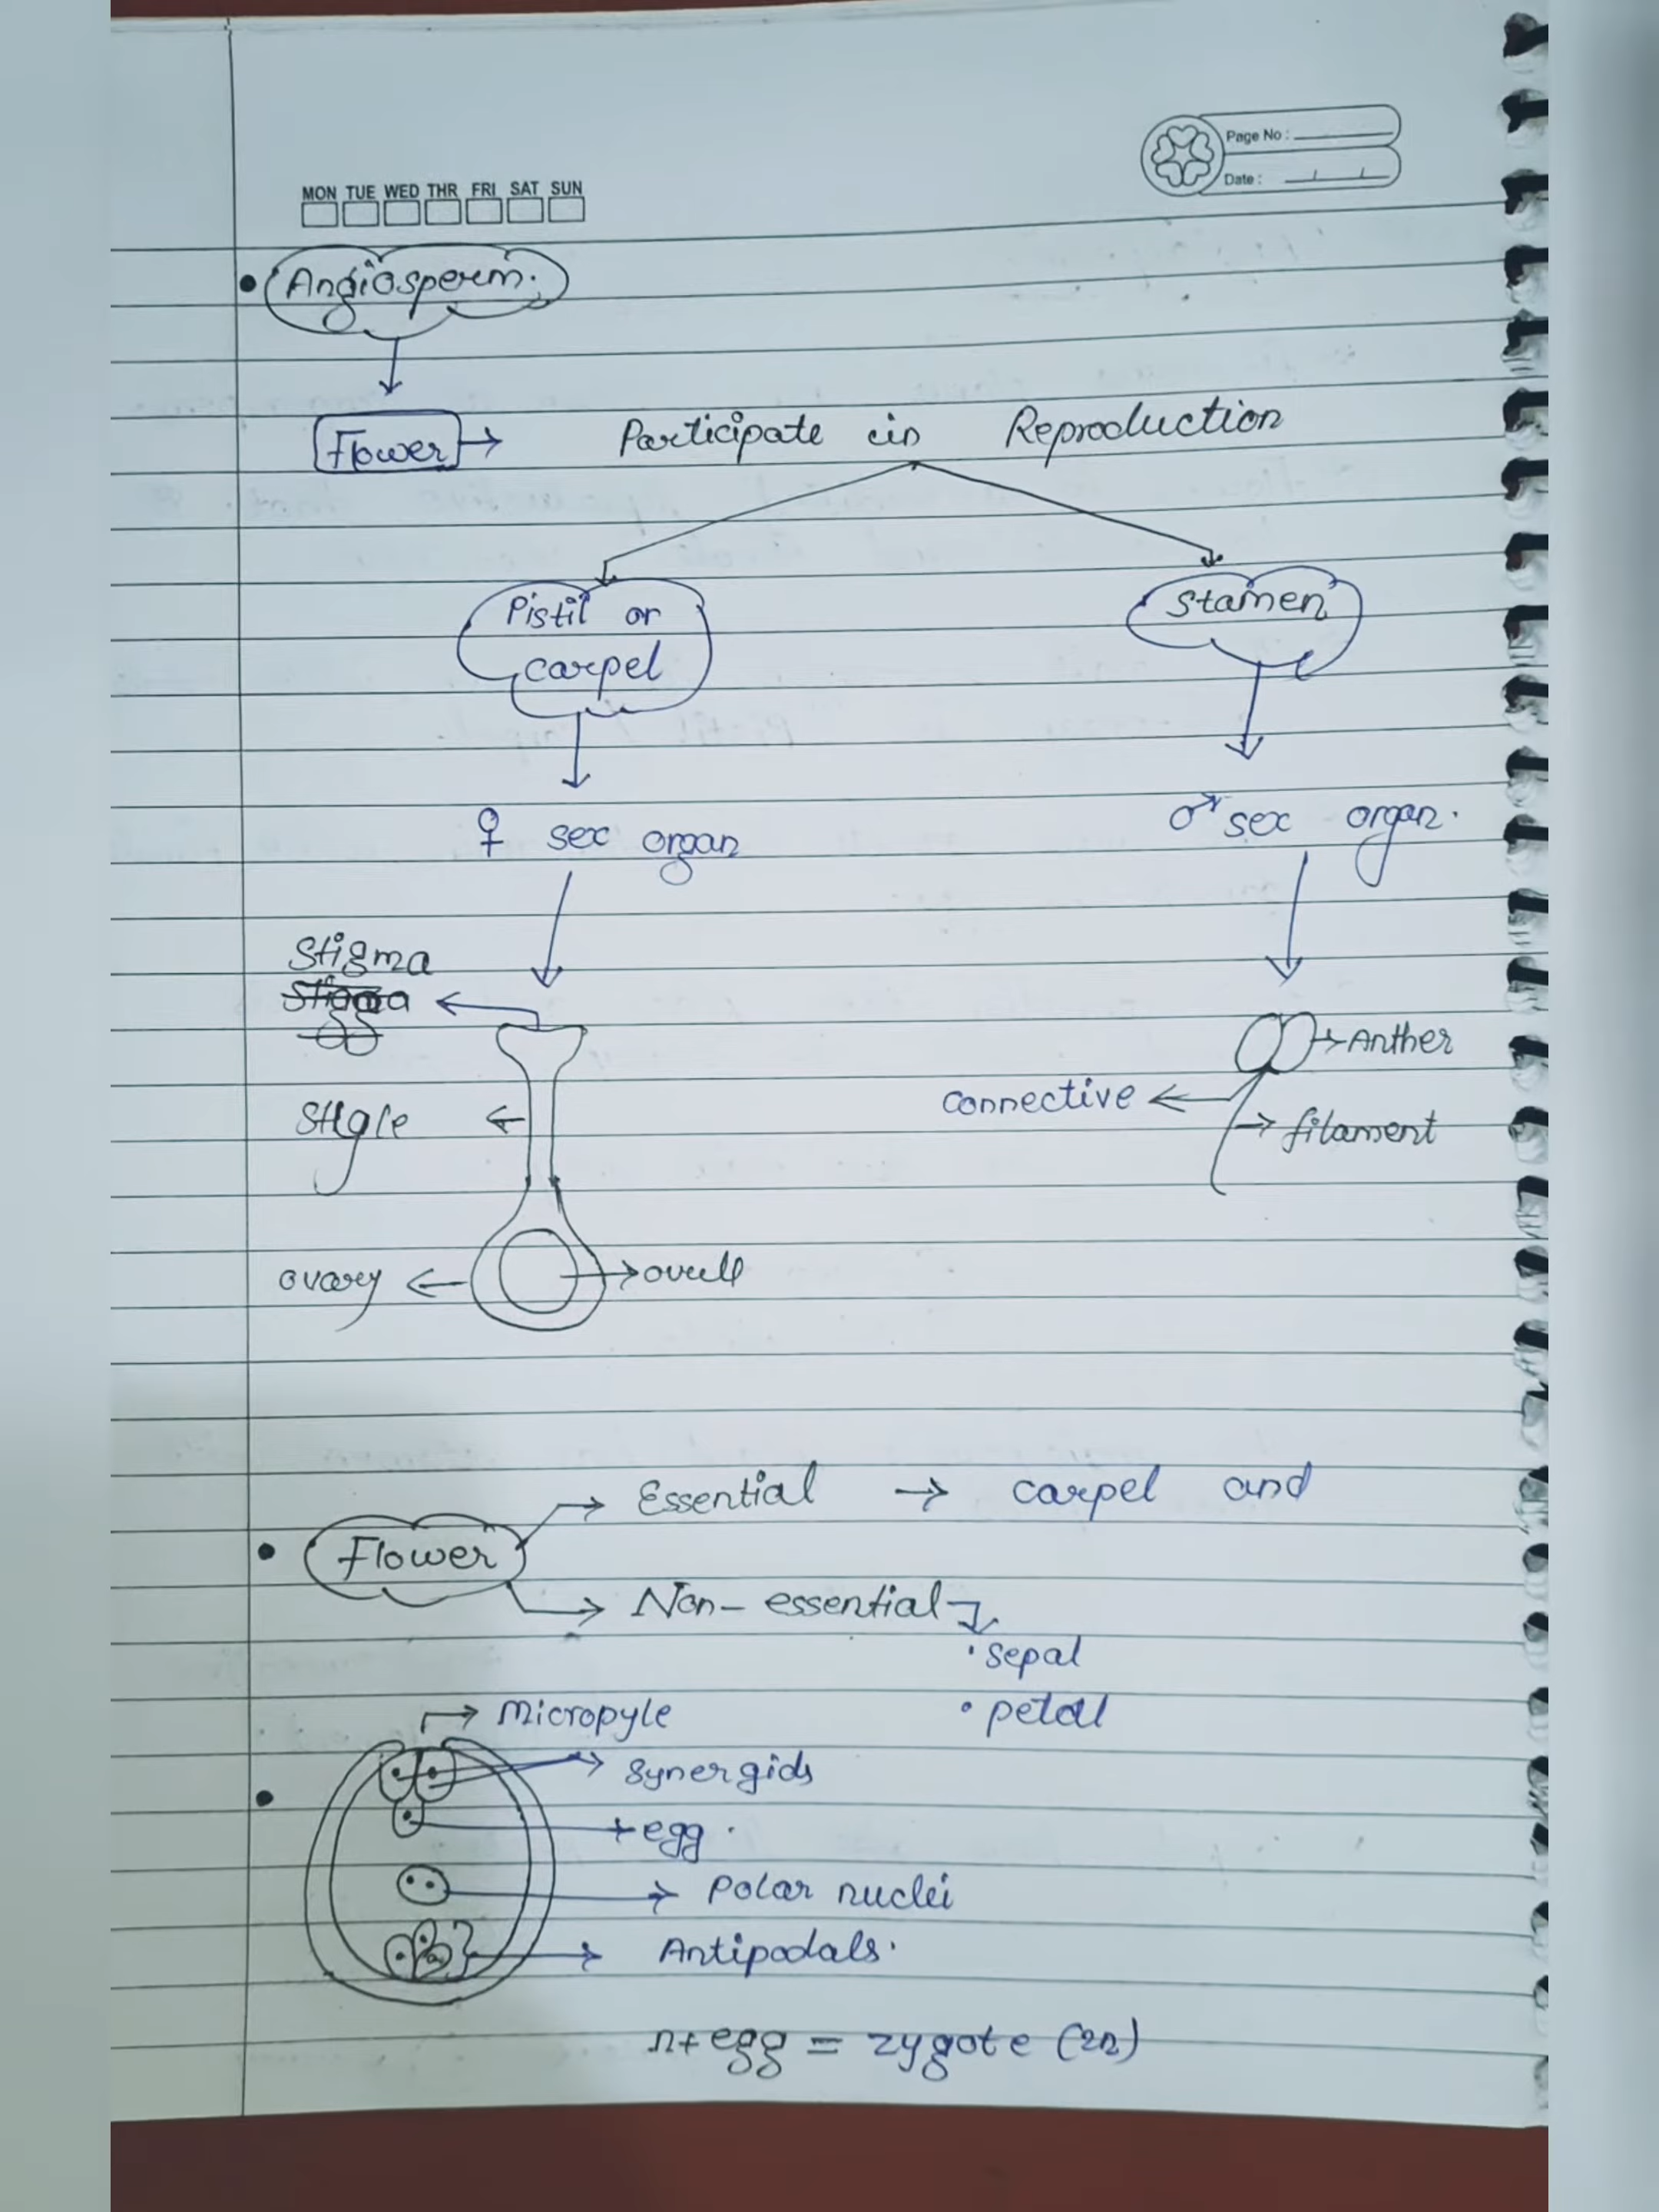 Page No :
Date :
MON TUE WED THR FRI SAT SUN
Angiosperm.
Flower → Participate in Reproduction
Pistil or
carpel
Stamen
♀ sex organ
♂ sex organ.
Stigma
Anther
connective
filament
ovary
Essential → carpel and
Flower
Non-essential
• sepal
• petal
Micropyle
synergids
egg.
Polar nuclei
Antipodals.
n+egg = zygote (2n)